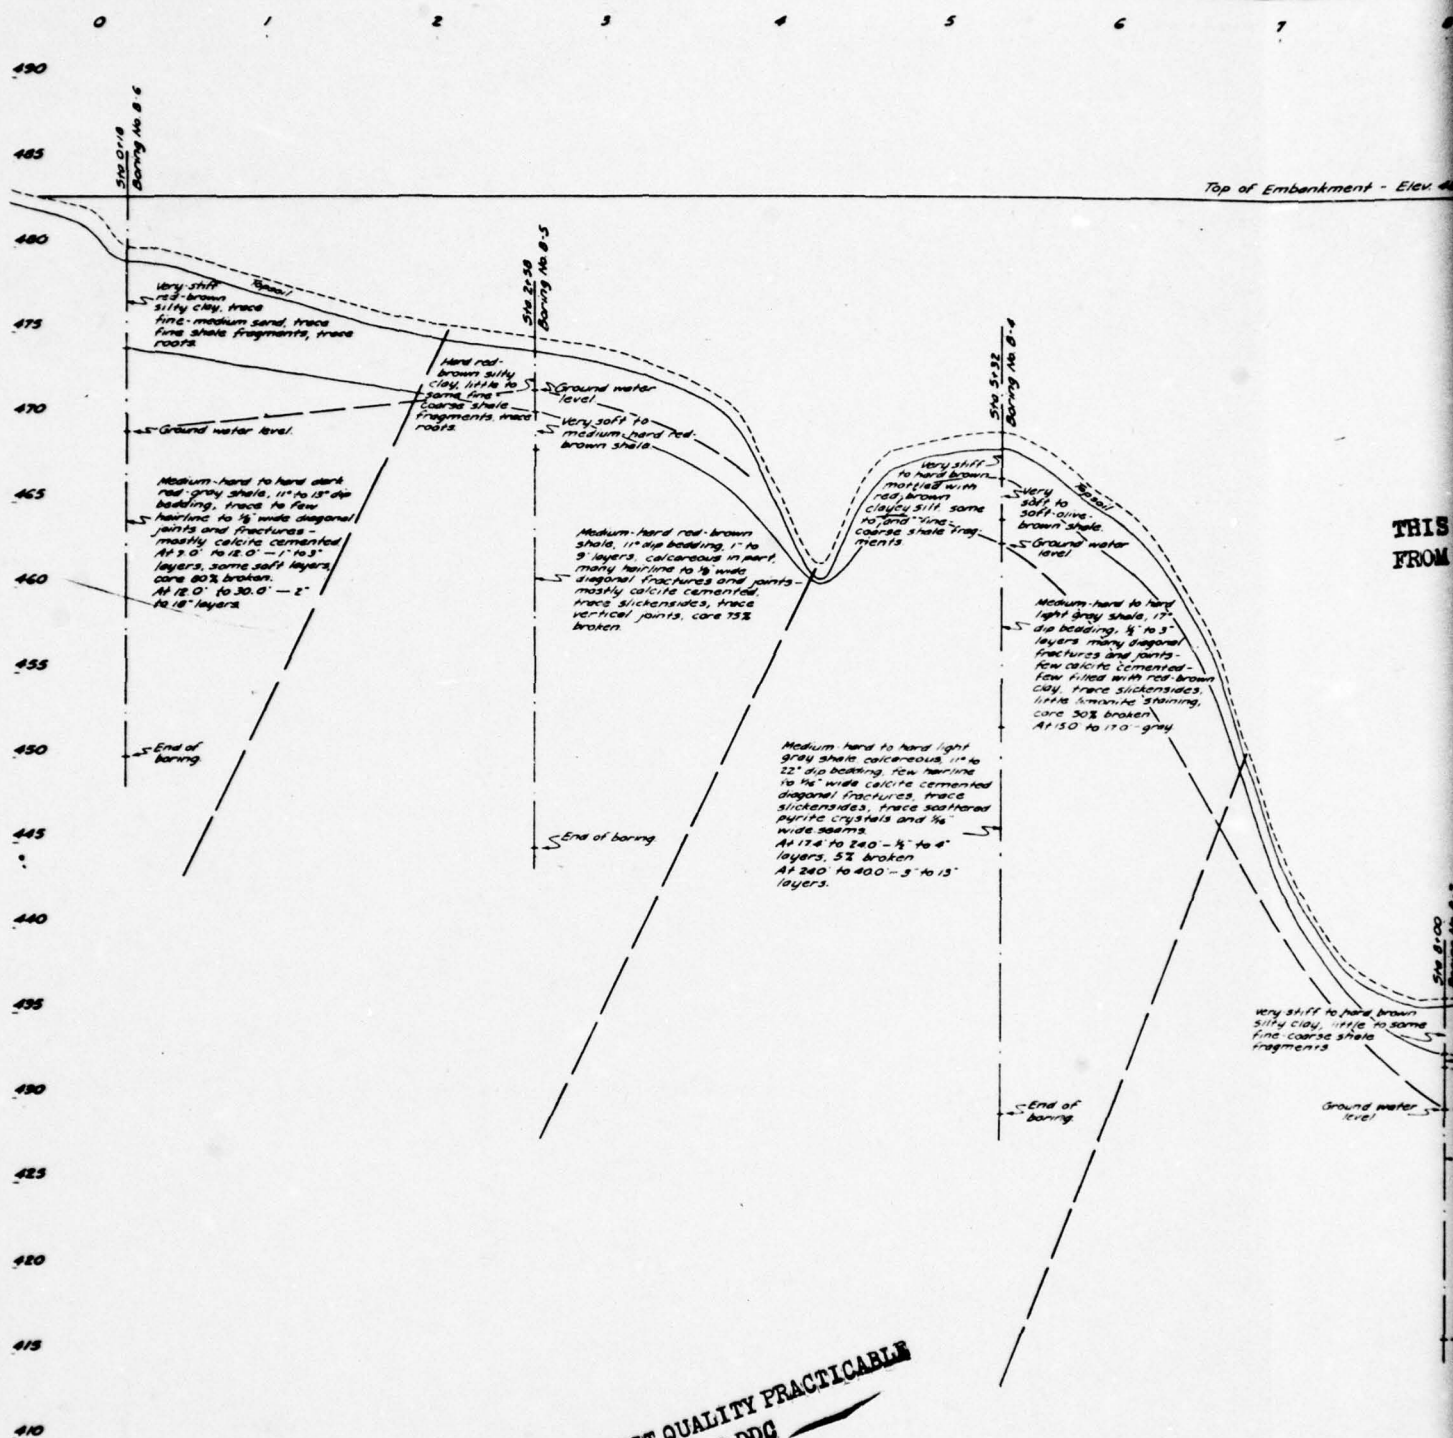 0 1 2 3 4 5 6 7 8
490
485
480
475
470
465
460
455
450
445
440
435
430
425
420
415
410
Sta 0+18
Boring No. B-6
Very stiff
red-brown
silty clay, trace
fine-medium sand, trace
fine shale fragments, trace
roots.
Topsoil
Ground water level.
Medium-hard to hard dark
red-gray shale, 11° to 13° dip
bedding, trace to few
hairline to 1/8" wide diagonal
joints and fractures -
mostly calcite cemented
At 9.0' to 12.0' - 1" to 3"
layers, some soft layers,
core 80% broken.
At 12.0' to 30.0' - 2"
to 18" layers
End of
boring.
Sta 2+58
Boring No. B-5
Hard red-
brown silty
clay, little to
some fine-
coarse shale
fragments, trace
roots.
Ground water
level
Very soft to
medium-hard red-
brown shale.
Medium-hard red-brown
shale, 11° dip bedding, 1" to
9" layers, calcareous in part,
many hairline to 1/8" wide
diagonal fractures and joints -
mostly calcite cemented,
trace slickensides, trace
vertical joints, core 75%
broken.
End of boring.
Sta 5+32
Boring No. B-4
Very stiff
to hard brown
mottled with
red-brown
clayey silt, some
to "and" fine-
coarse shale frag-
ments.
Topsoil
Very
soft to
soft-olive-
brown shale.
Ground water
level
Medium-hard to hard
light gray shale, 17°
dip bedding, 1/2" to 3"
layers many diagonal
fractures and joints -
few calcite cemented -
few filled with red-brown
clay, trace slickensides,
little limonite staining,
core 50% broken
At 15.0' to 17.0' - gray
Medium-hard to hard light
gray shale calcareous, 11° to
22° dip bedding, few hairline
to 1/16" wide calcite cemented
diagonal fractures, trace
slickensides, trace scattered
pyrite crystals and 1/16"
wide seams.
At 17.4' to 24.0' - 1/2" to 4"
layers, 5% broken
At 24.0' to 40.0' - 3" to 15"
layers.
End of
boring.
Top of Embankment - Elev.
THIS
FROM
Sta 8+00
Very stiff to hard brown
silty clay, little to some
fine-coarse shale
fragments
Ground water
level
QUALITY PRACTICABLE
DDC